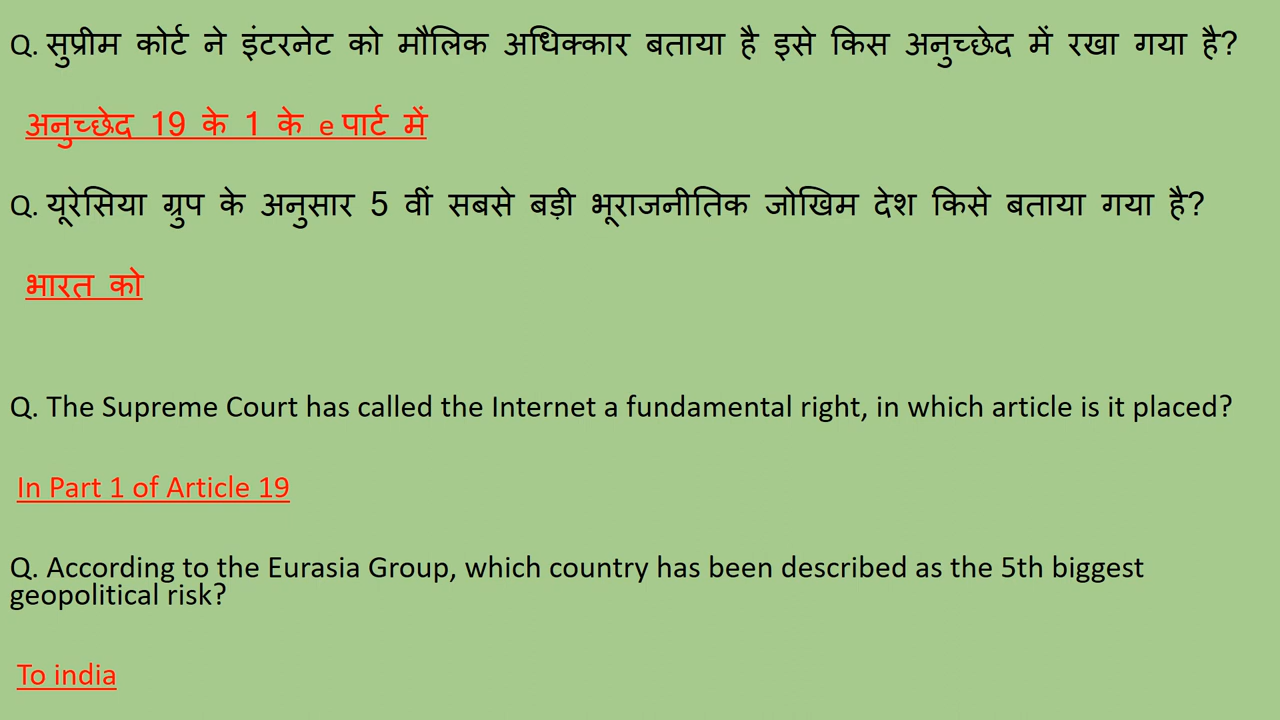 Q. सुप्रीम कोर्ट ने इंटरनेट को मौलिक अधिक्कार बताया है इसे किस अनुच्छेद में रखा गया है?
अनुच्छेद 19 के 1 के e पार्ट में
Q. यूरेसिया ग्रुप के अनुसार 5 वीं सबसे बड़ी भूराजनीतिक जोखिम देश किसे बताया गया है?
भारत को
Q. The Supreme Court has called the Internet a fundamental right, in which article is it placed?
In Part 1 of Article 19
Q. According to the Eurasia Group, which country has been described as the 5th biggest
geopolitical risk?
To india